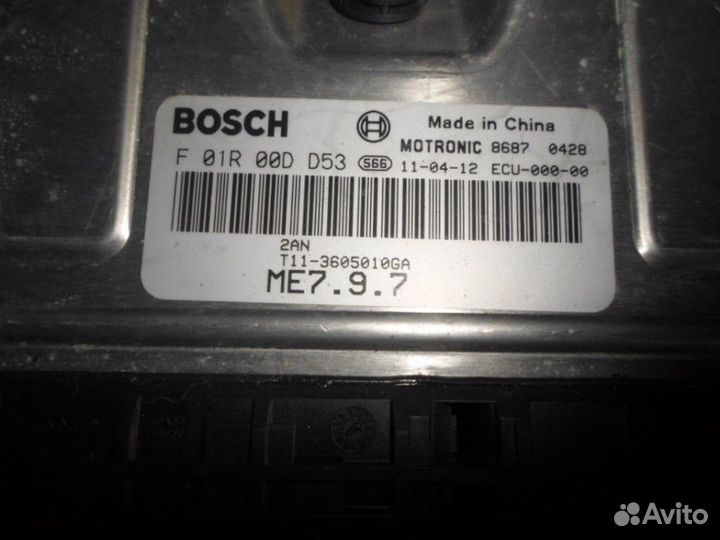 BOSCH
Made in China
MOTRONIC 8687 0428
F 01R 00D D53 566 11-04-12 ECU-000-00
2AN
T11-3605010GA
ME7.9.7
Avito